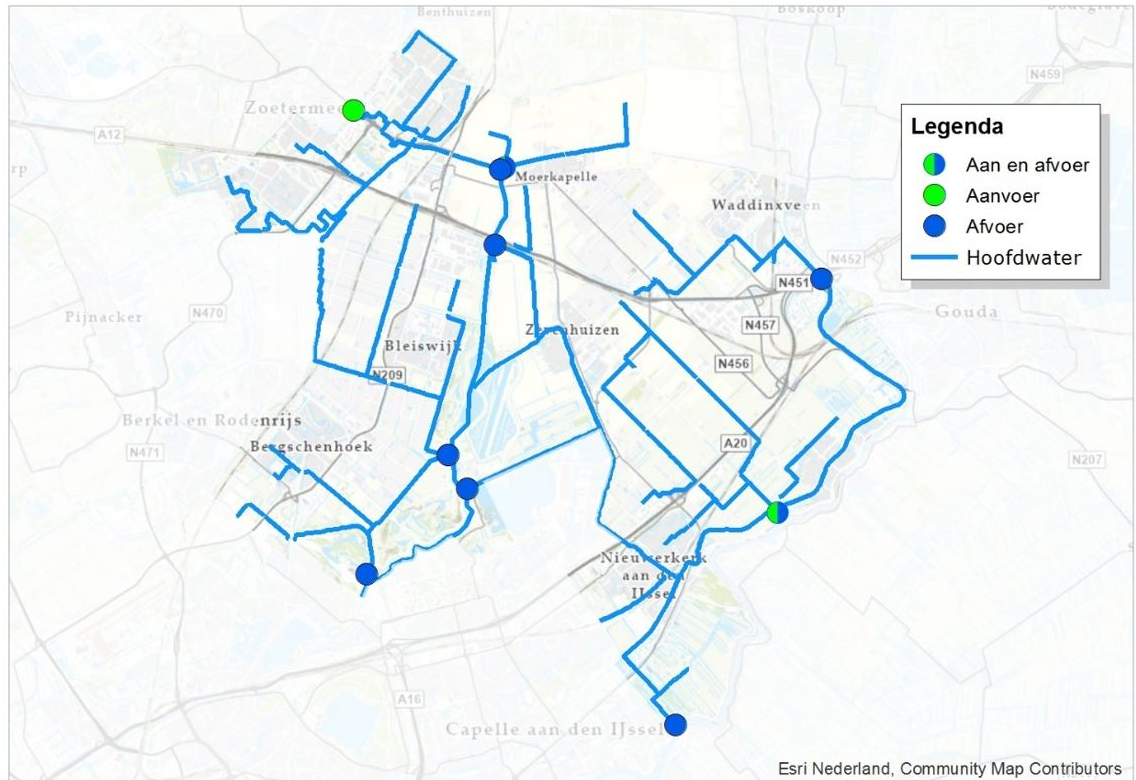 Benthuizen
Boskoop
N459
Zoetermeer
A12
rp
Moerkapelle
Waddinxveen
Legenda
Aan en afvoer
Aanvoer
Afvoer
Hoofdwater
N452
N451
Pijnacker
N470
Zevenhuizen
N457
Gouda
Bleiswijk
N456
N209
Berkel en Rodenrijs
Bergschenhoek
N471
A20
N207
Nieuwerkerk
aan den
IJssel
A16
Capelle aan den IJssel
Esri Nederland, Community Map Contributors